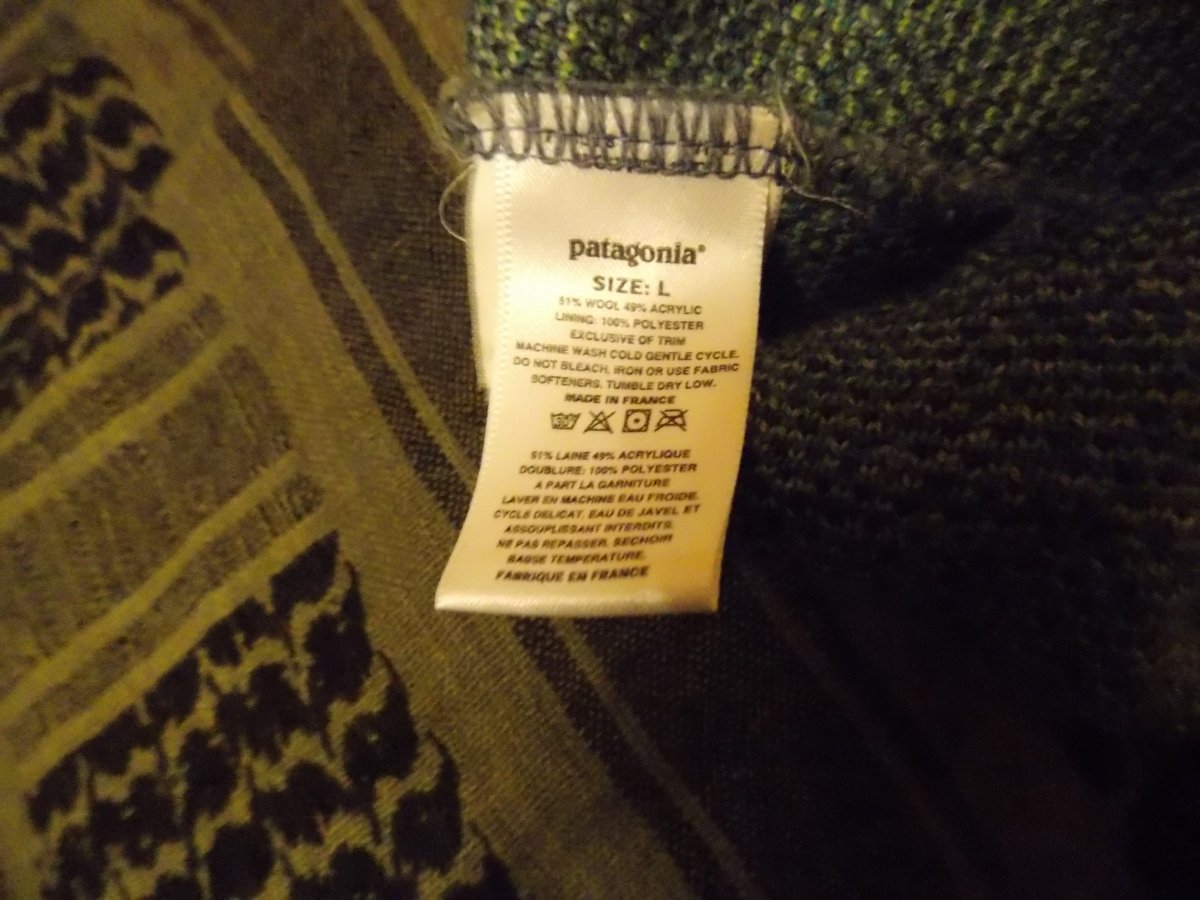 patagonia®
SIZE: L
51% WOOL 49% ACRYLIC
LINING: 100% POLYESTER
EXCLUSIVE OF TRIM
MACHINE WASH COLD GENTLE CYCLE.
DO NOT BLEACH, IRON OR USE FABRIC
SOFTENERS. TUMBLE DRY LOW.
MADE IN FRANCE
30°
51% LAINE 49% ACRYLIQUE
DOUBLURE: 100% POLYESTER
A PART LA GARNITURE
LAVER EN MACHINE EAU FROIDE.
CYCLE DELICAT. EAU DE JAVEL ET
ASSOUPLISSANT INTERDITS.
NE PAS REPASSER. SECHOIR
BASSE TEMPERATURE.
FABRIQUE EN FRANCE